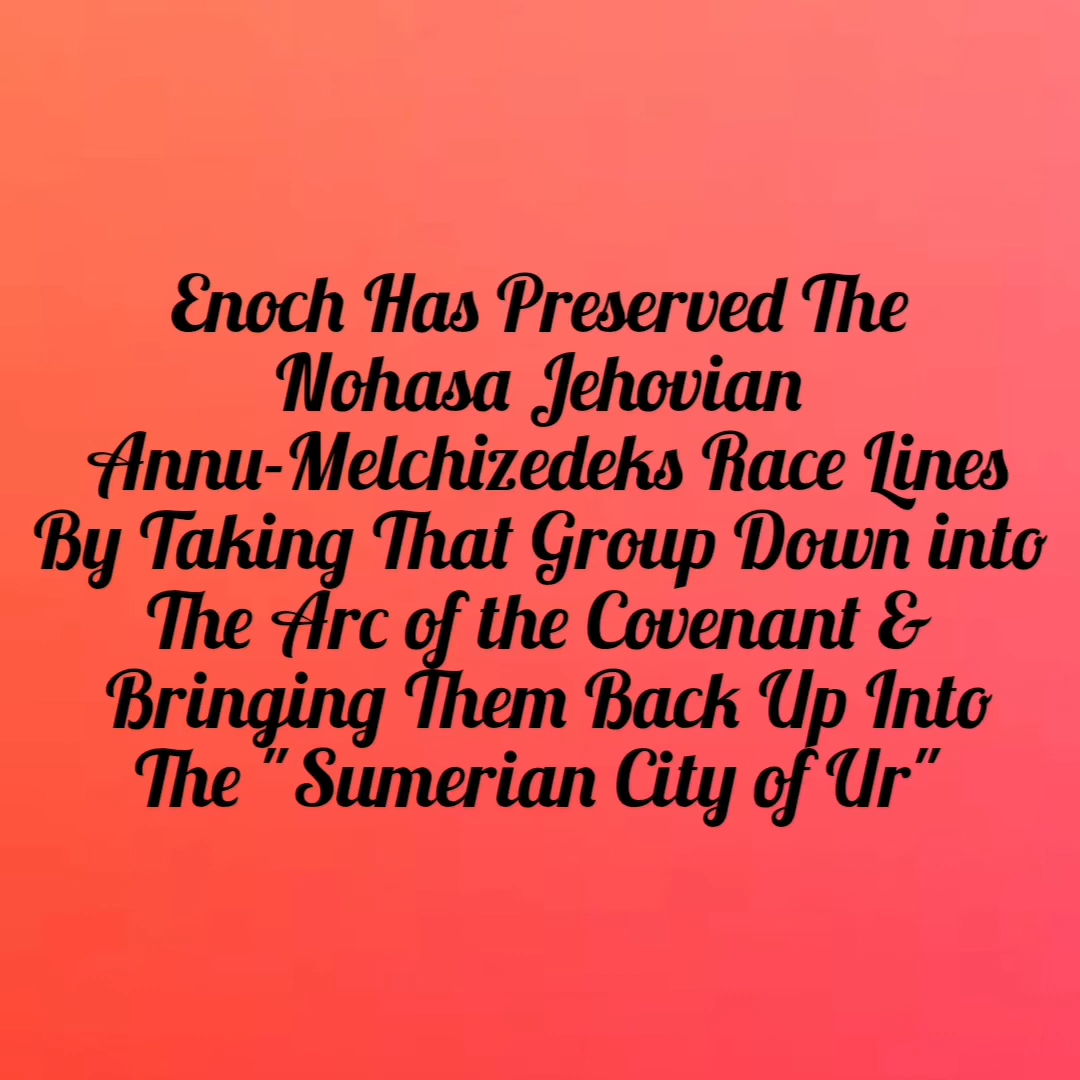 Enoch Has Preserved The
Nohasa Jehovian
Annu-Melchizedeks Race Lines
By Taking That Group Down into
The Arc of the Covenant &
Bringing Them Back Up Into
The "Sumerian City of Ur"